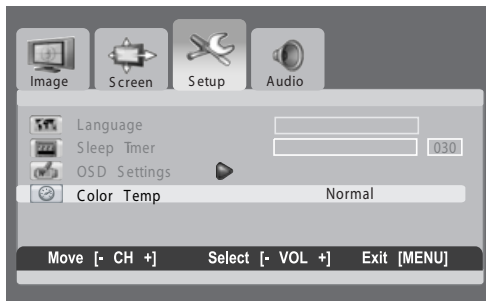 Image Screen Setup Audio
Language
Sleep Timer 030
OSD Settings
Color Temp Normal
Move [- CH +] Select [- VOL +] Exit [MENU]